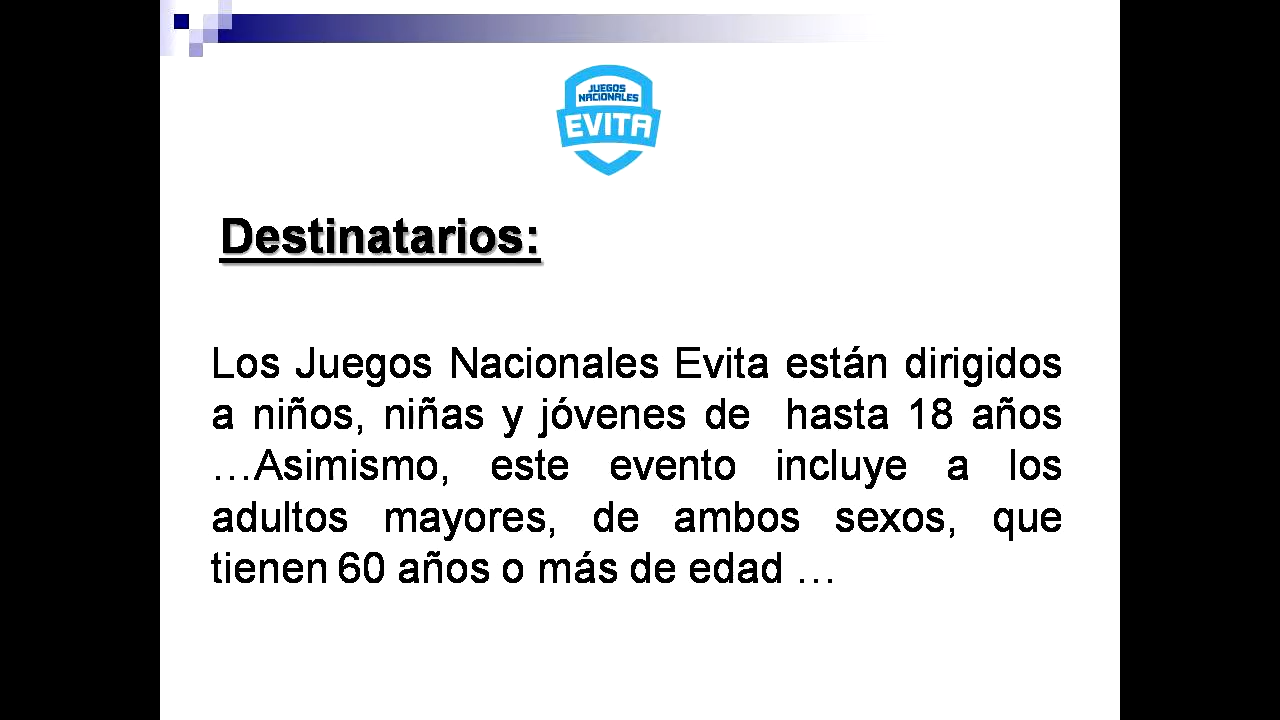 JUEGOS
NACIONALES
EVITA
Destinatarios:
Los Juegos Nacionales Evita están dirigidos
a niños, niñas y jóvenes de hasta 18 años
…Asimismo, este evento incluye a los
adultos mayores, de ambos sexos, que
tienen 60 años o más de edad …